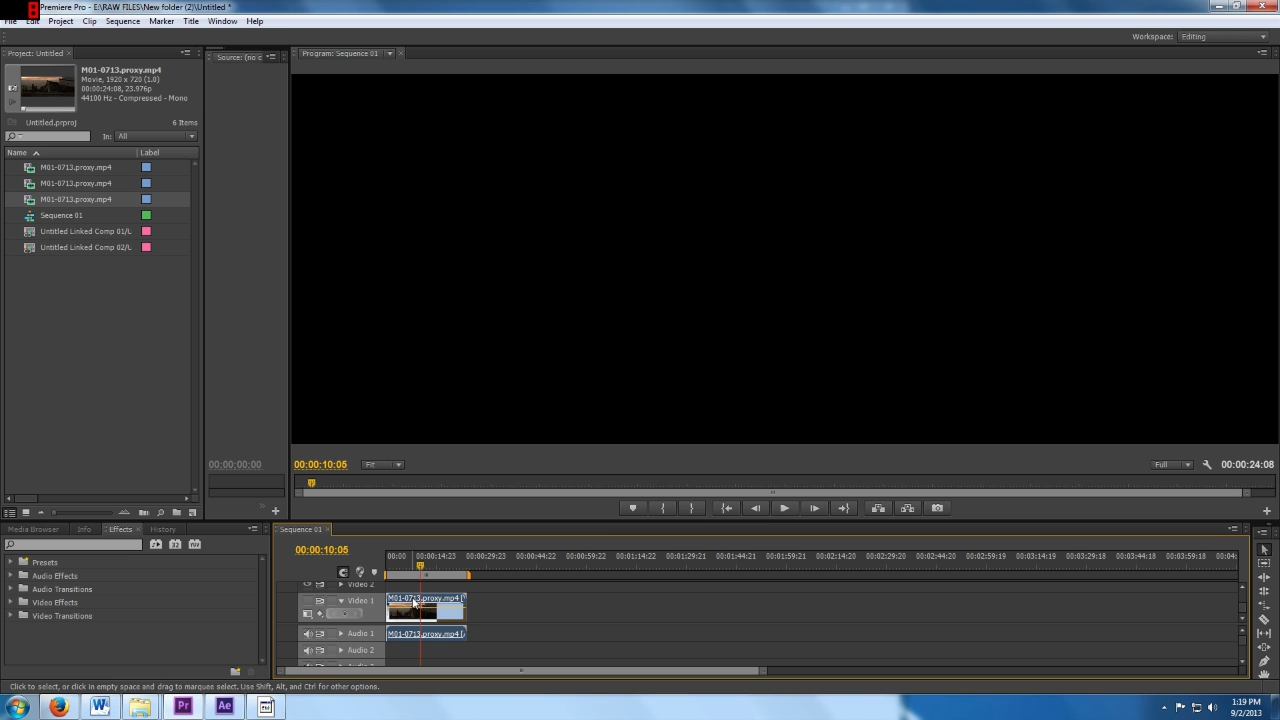 Premiere Pro - E:\RAW FILES\New folder (2)\Untitled *
File Edit Project Clip Sequence Marker Title Window Help
Workspace: Editing
Project: Untitled
M01-0713.proxy.mp4
Movie, 1920 x 720 (1.0)
00:00:24:08, 23.976p
44100 Hz - Compressed - Mono
Untitled.prproj
6 Items
In: All
Name Label
M01-0713.proxy.mp4
M01-0713.proxy.mp4
M01-0713.proxy.mp4
Sequence 01
Untitled Linked Comp 01/U
Untitled Linked Comp 02/U
Source: (no c
00;00;00;00
Program: Sequence 01
00:00:10:05
Fit
Full
00:00:24:08
Media Browser Info Effects History
Presets
Audio Effects
Audio Transitions
Video Effects
Video Transitions
Sequence 01
00:00:10:05
00:00 00:00:14:23 00:00:29:23 00:00:44:22 00:00:59:22 00:01:14:22 00:01:29:21 00:01:44:21 00:01:59:21 00:02:14:21 00:02:29:20 00:02:44:20 00:02:59:19 00:03:14:19 00:03:29:18 00:03:44:18 00:03:59:18 00:04:
Video 2
Video 1
M01-0713.proxy.mp4 [V
Audio 1
M01-0713.proxy.mp4 [A
Audio 2
Click to select, or click in empty space and drag to marquee select. Use Shift, Alt, and Ctrl for other options.
W
Pr
Ae
1:19 PM
9/2/2013